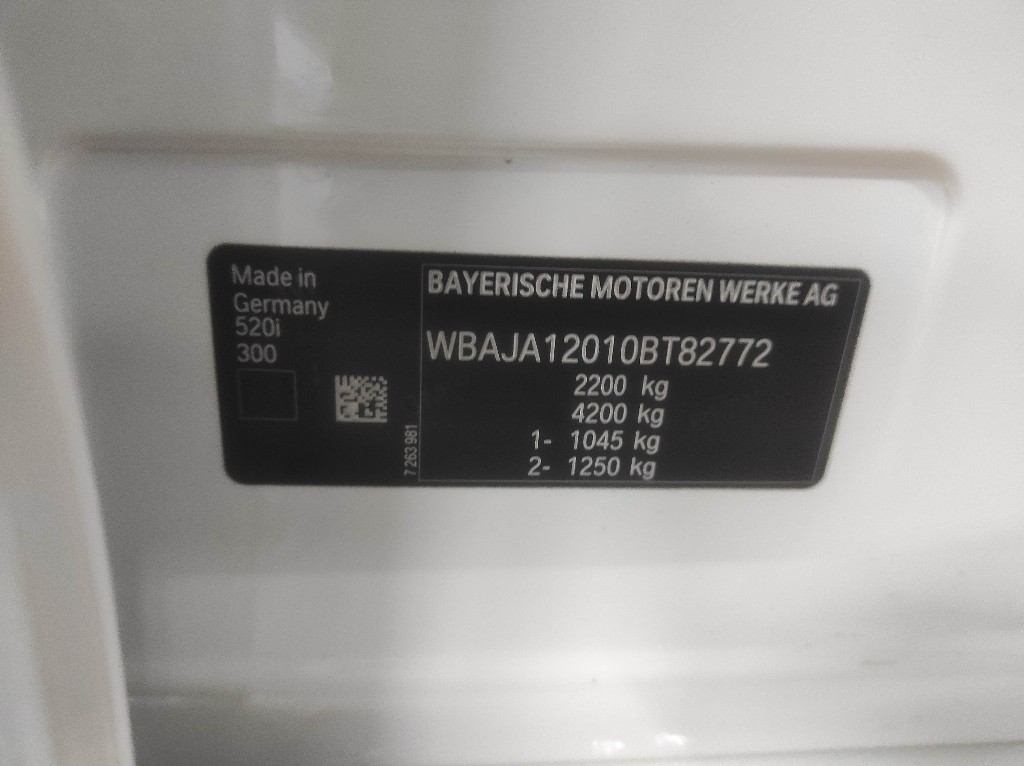 Made in
Germany
520i
300
7 263 981
BAYERISCHE MOTOREN WERKE AG
WBAJA12010BT82772
2200 kg
4200 kg
1- 1045 kg
2- 1250 kg